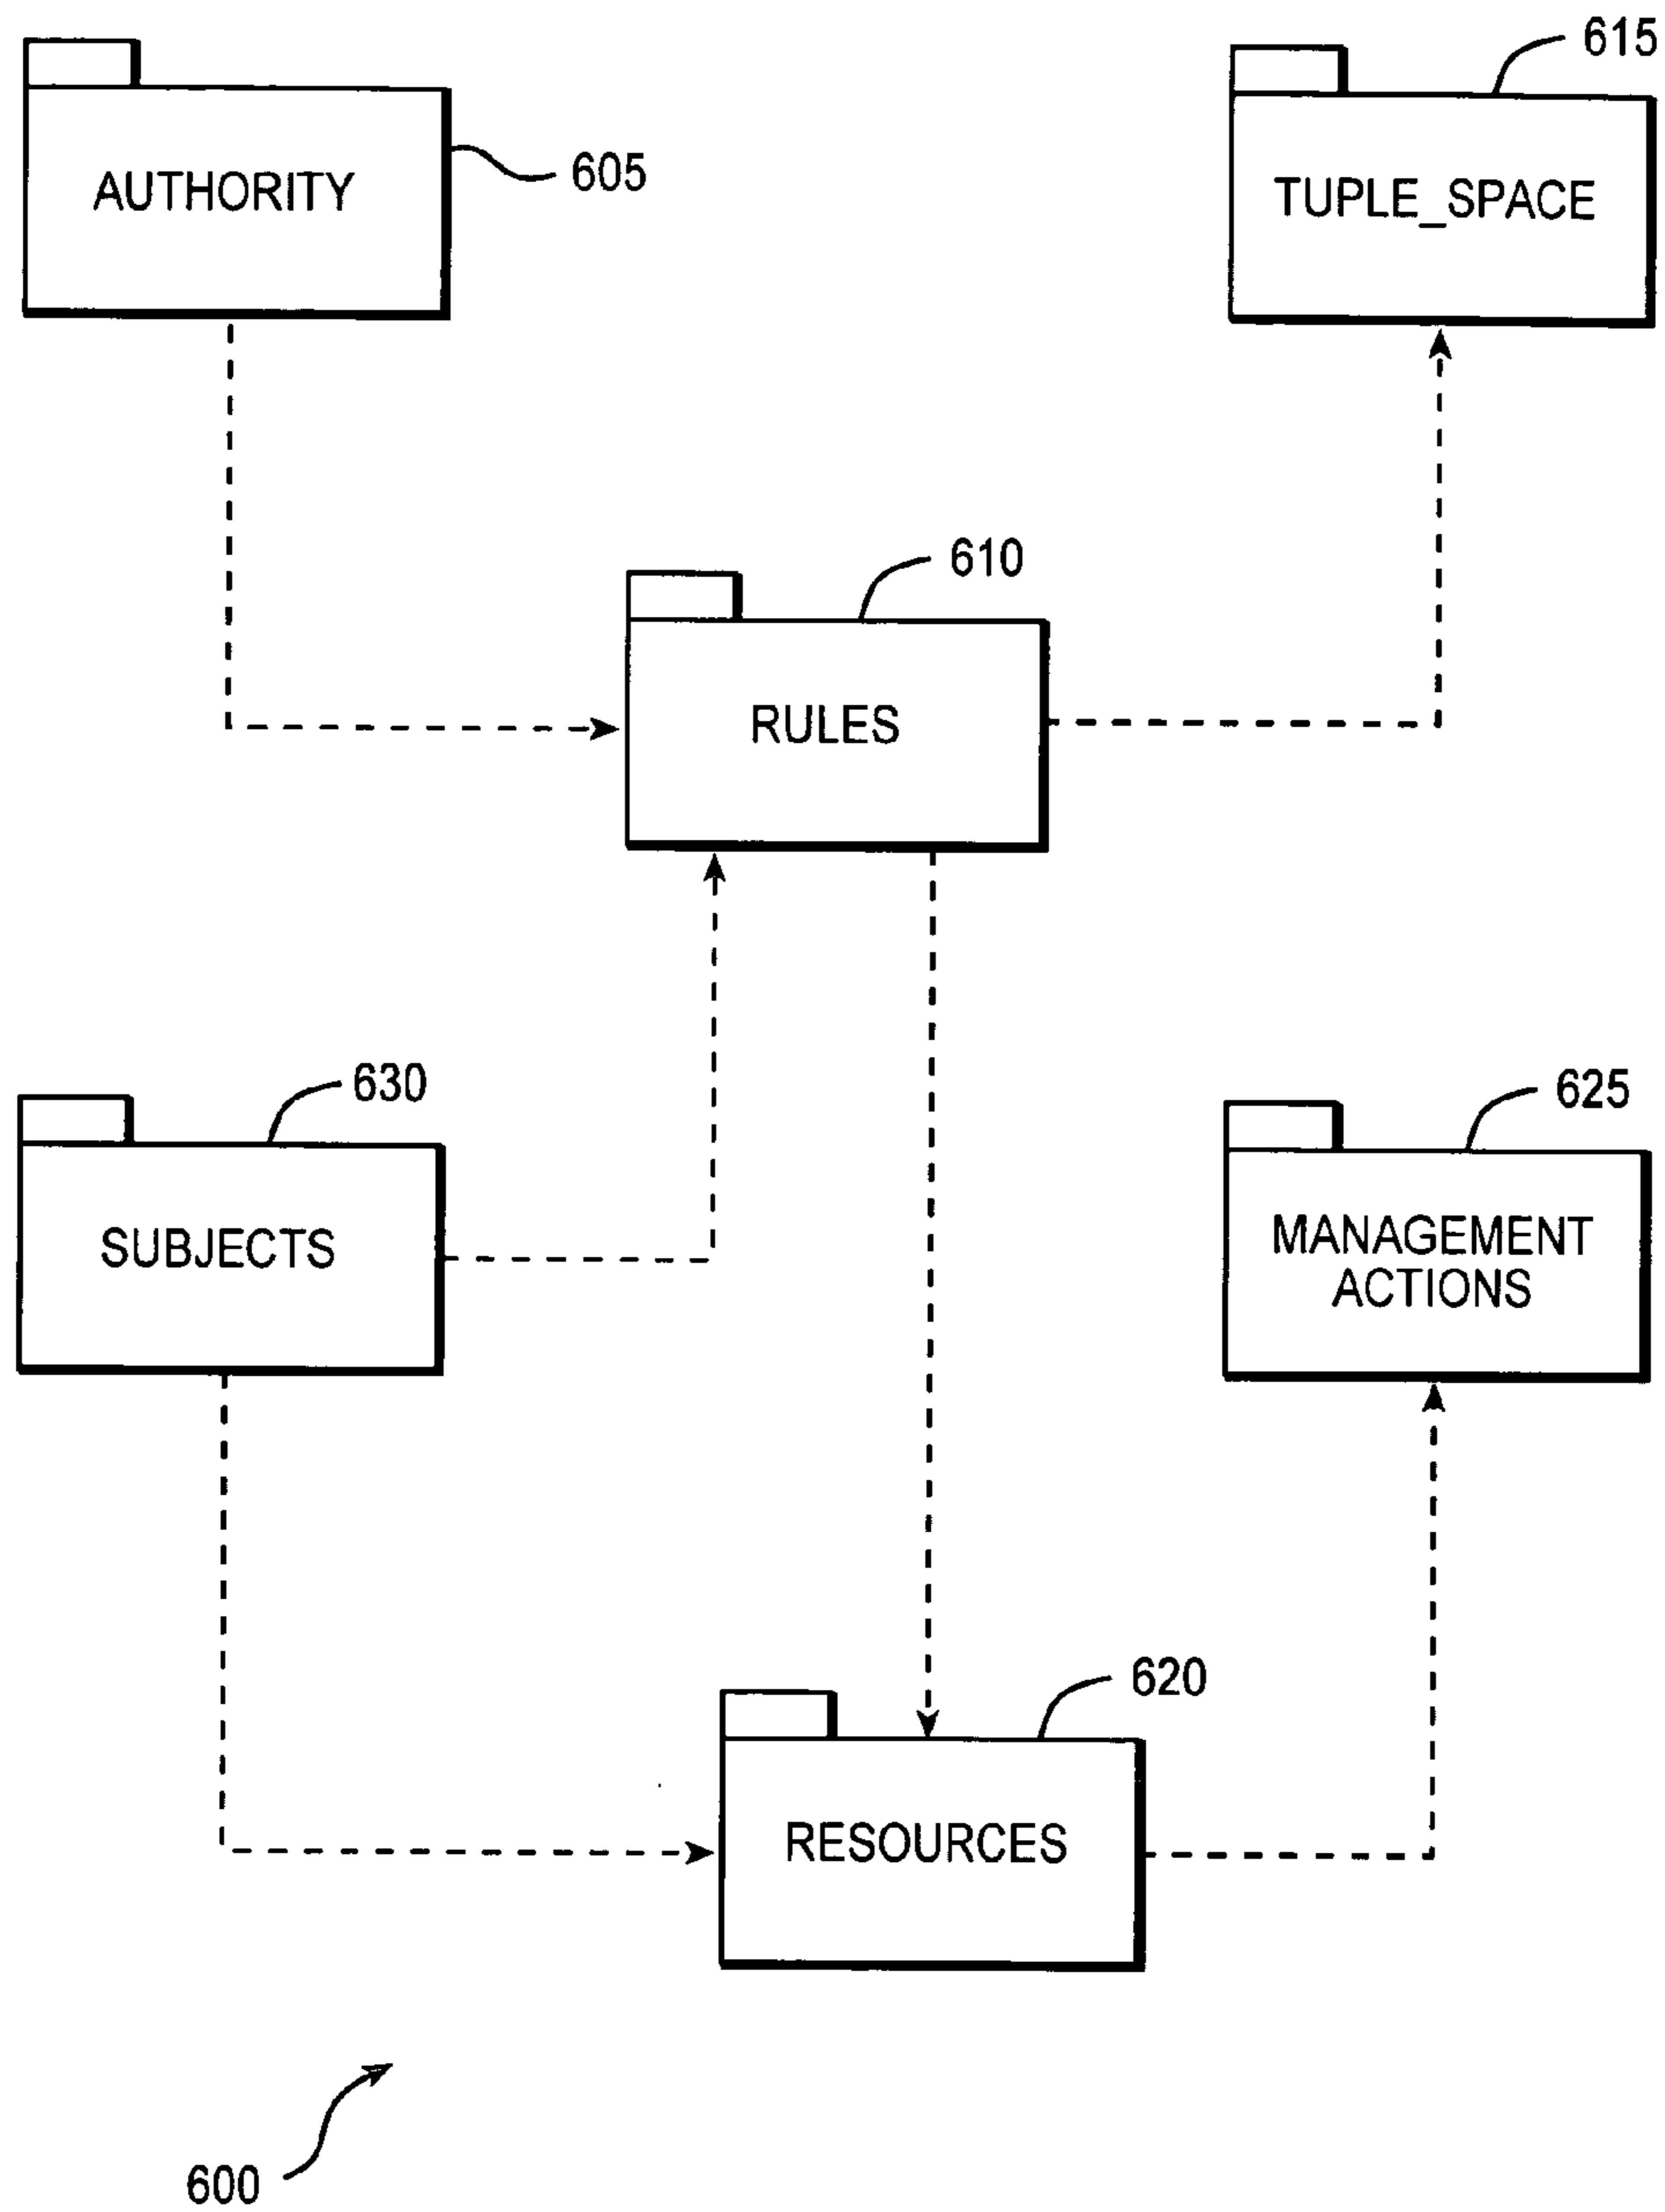 615
605
AUTHORITY
TUPLE_SPACE
610
RULES
630
625
SUBJECTS
MANAGEMENT
ACTIONS
620
RESOURCES
600